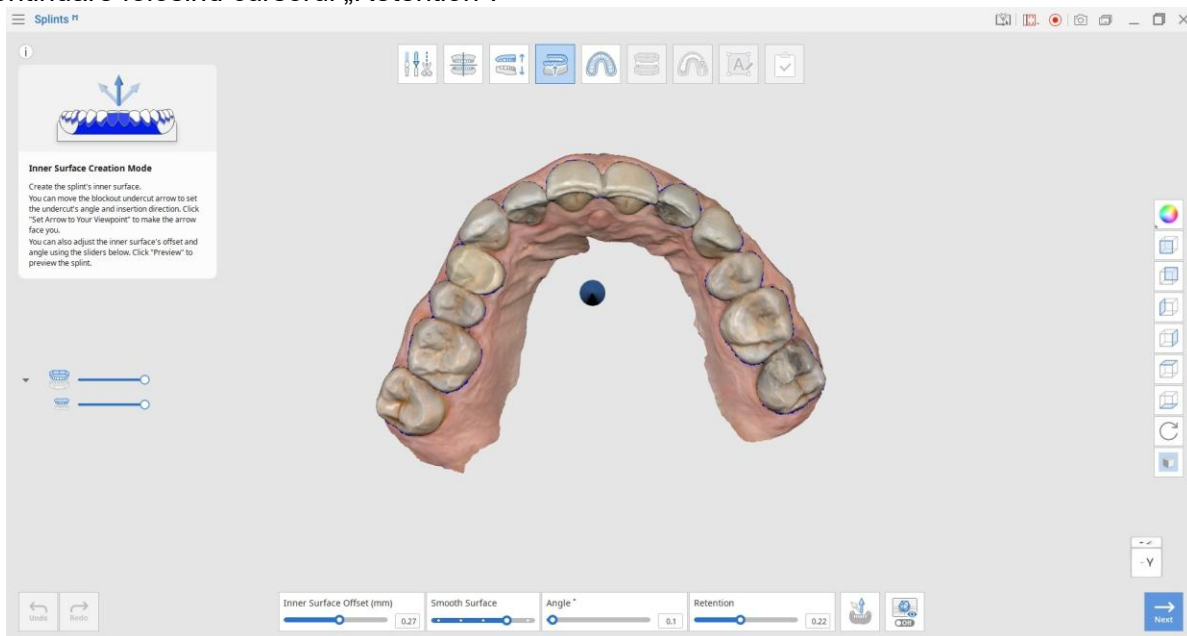 Splints
i
Inner Surface Creation Mode
Create the splint's inner surface.
You can move the blockout undercut arrow to set
the undercut's angle and insertion direction. Click
"Set Arrow to Your Viewpoint" to make the arrow
face you.
You can also adjust the inner surface's offset and
angle using the sliders below. Click "Preview" to
preview the splint.
- Y
Undo Redo
Inner Surface Offset (mm) 0.27
Smooth Surface
Angle ° 0.1
Retention 0.22
Off
Next